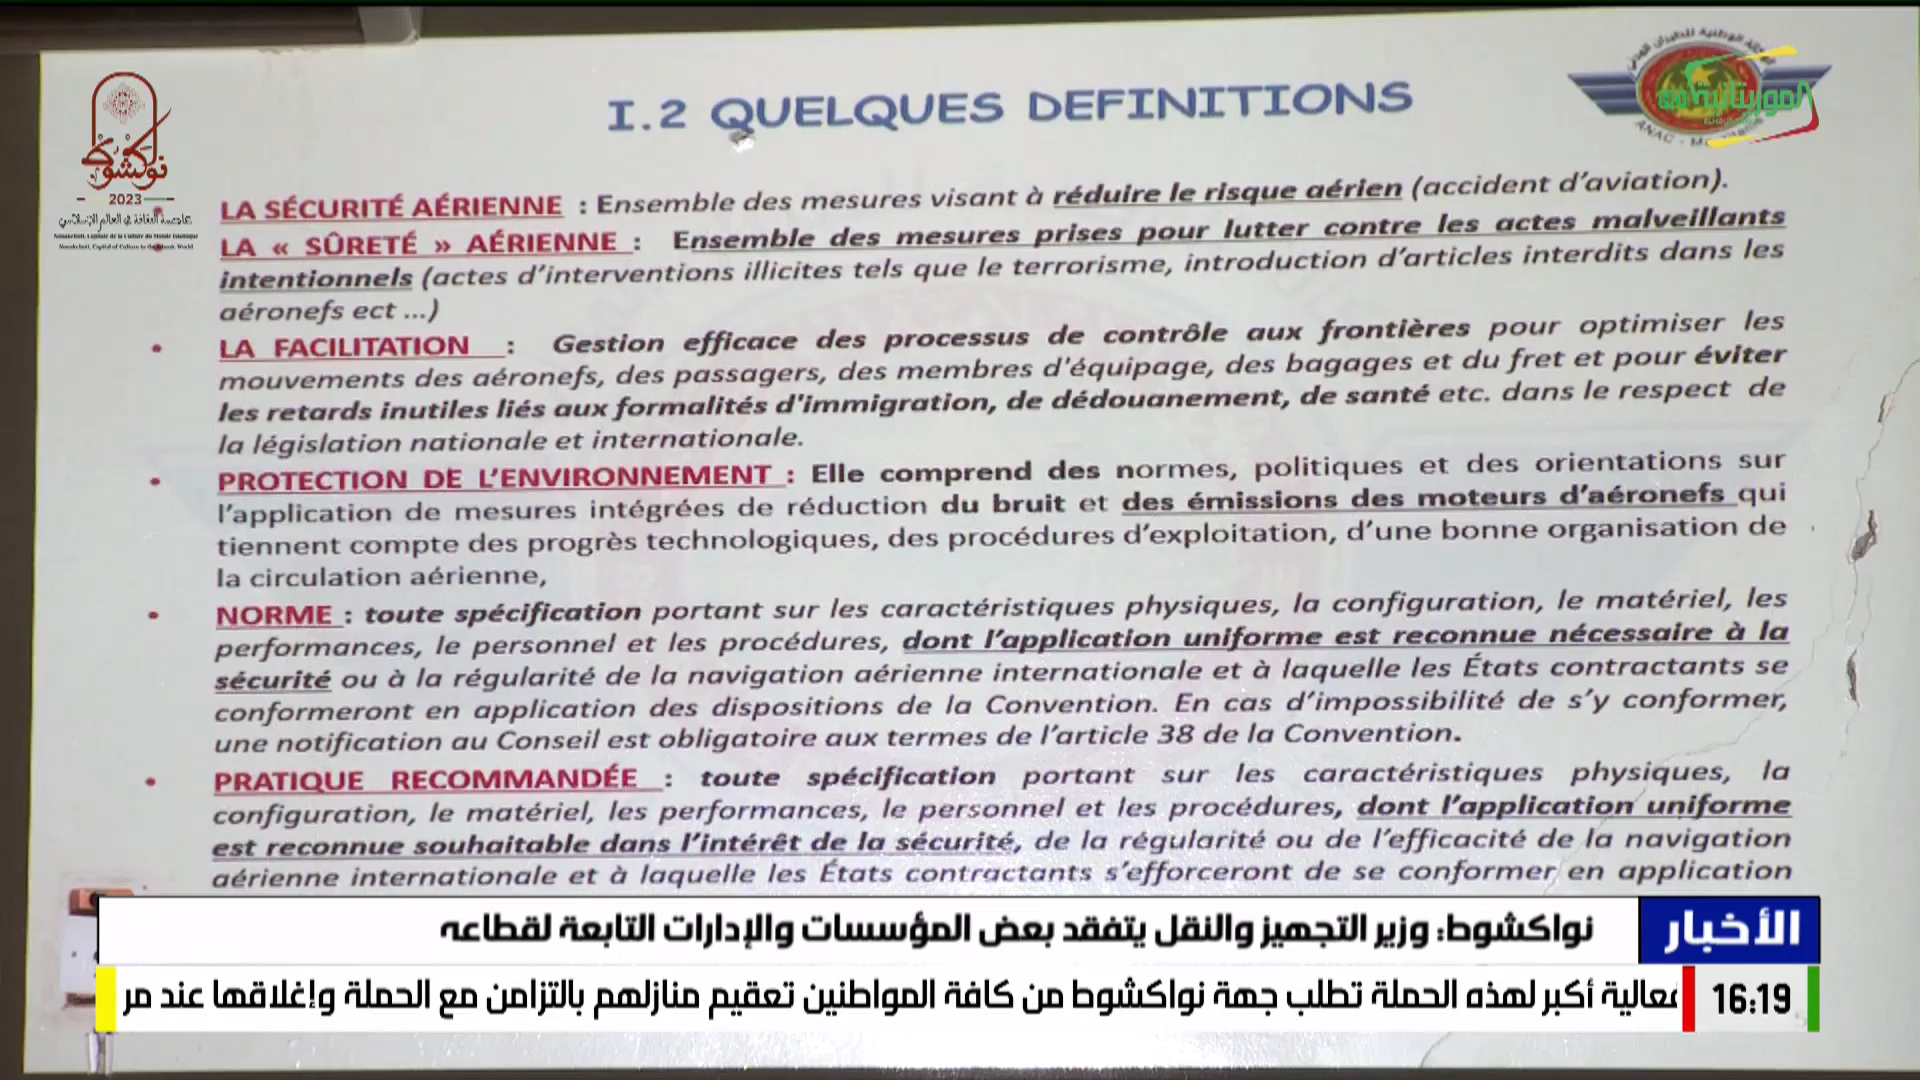 I.2 QUELQUES DEFINITIONS
نواكشوط
2023
عاصمة الثقافة في العالم الإسلامي
الموريتانية
LA SÉCURITÉ AÉRIENNE : Ensemble des mesures visant à réduire le risque aérien (accident d’aviation).
LA « SÛRETÉ » AÉRIENNE : Ensemble des mesures prises pour lutter contre les actes malveillants
intentionnels (actes d’interventions illicites tels que le terrorisme, introduction d’articles interdits dans les
aéronefs ect ...)
• LA FACILITATION : Gestion efficace des processus de contrôle aux frontières pour optimiser les
mouvements des aéronefs, des passagers, des membres d'équipage, des bagages et du fret et pour éviter
les retards inutiles liés aux formalités d'immigration, de dédouanement, de santé etc. dans le respect de
la législation nationale et internationale.
• PROTECTION DE L’ENVIRONNEMENT : Elle comprend des normes, politiques et des orientations sur
l’application de mesures intégrées de réduction du bruit et des émissions des moteurs d’aéronefs qui
tiennent compte des progrès technologiques, des procédures d’exploitation, d’une bonne organisation de
la circulation aérienne,
• NORME : toute spécification portant sur les caractéristiques physiques, la configuration, le matériel, les
performances, le personnel et les procédures, dont l’application uniforme est reconnue nécessaire à la
sécurité ou à la régularité de la navigation aérienne internationale et à laquelle les États contractants se
conformeront en application des dispositions de la Convention. En cas d’impossibilité de s’y conformer,
une notification au Conseil est obligatoire aux termes de l’article 38 de la Convention.
• PRATIQUE RECOMMANDÉE : toute spécification portant sur les caractéristiques physiques, la
configuration, le matériel, les performances, le personnel et les procédures, dont l’application uniforme
est reconnue souhaitable dans l’intérêt de la sécurité, de la régularité ou de l’efficacité de la navigation
aérienne internationale et à laquelle les États contractants s’efforceront de se conformer en application
الأخبار
نواكشوط: وزير التجهيز والنقل يتفقد بعض المؤسسات والإدارات التابعة لقطاعه
16:19
فعالية أكبر لهذه الحملة تطلب جهة نواكشوط من كافة المواطنين تعقيم منازلهم بالتزامن مع الحملة وإغلاقها عند مر